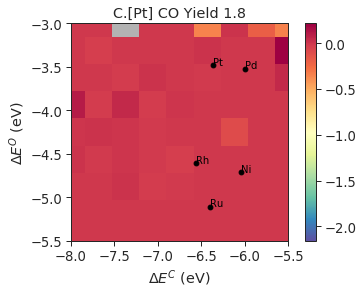 C.[Pt] CO Yield 1.8
ΔE^O (eV)
−3.0
−3.5
−4.0
−4.5
−5.0
−5.5
Pt
Pd
Rh
Ni
Ru
0.0
−0.5
−1.0
−1.5
−2.0
−8.0 −7.5 −7.0 −6.5 −6.0 −5.5
ΔE^C (eV)